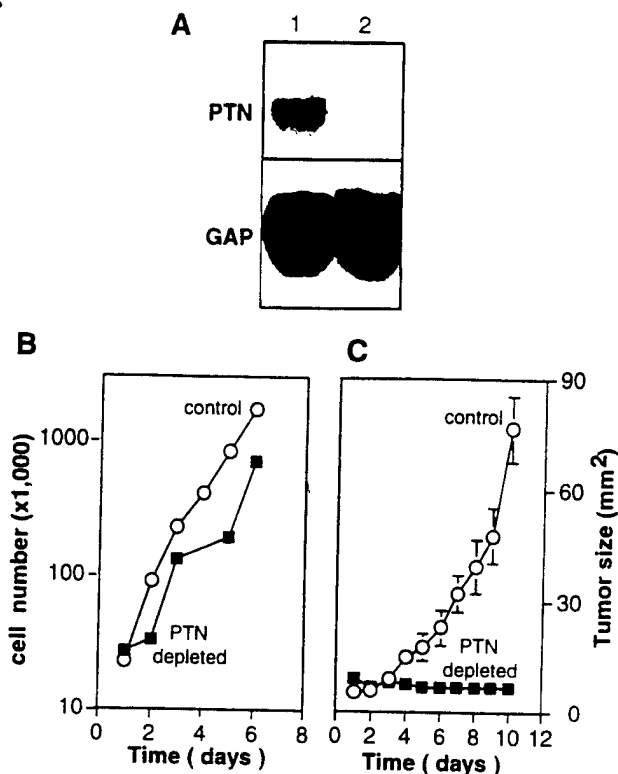 A
1 2
PTN
GAP
B
cell number (x1,000)
1000
100
10
control
PTN
depleted
0 2 4 6 8
Time ( days )
C
control
PTN
depleted
90
60
30
0
Tumor size (mm2)
0 2 4 6 8 10 12
Time ( days )